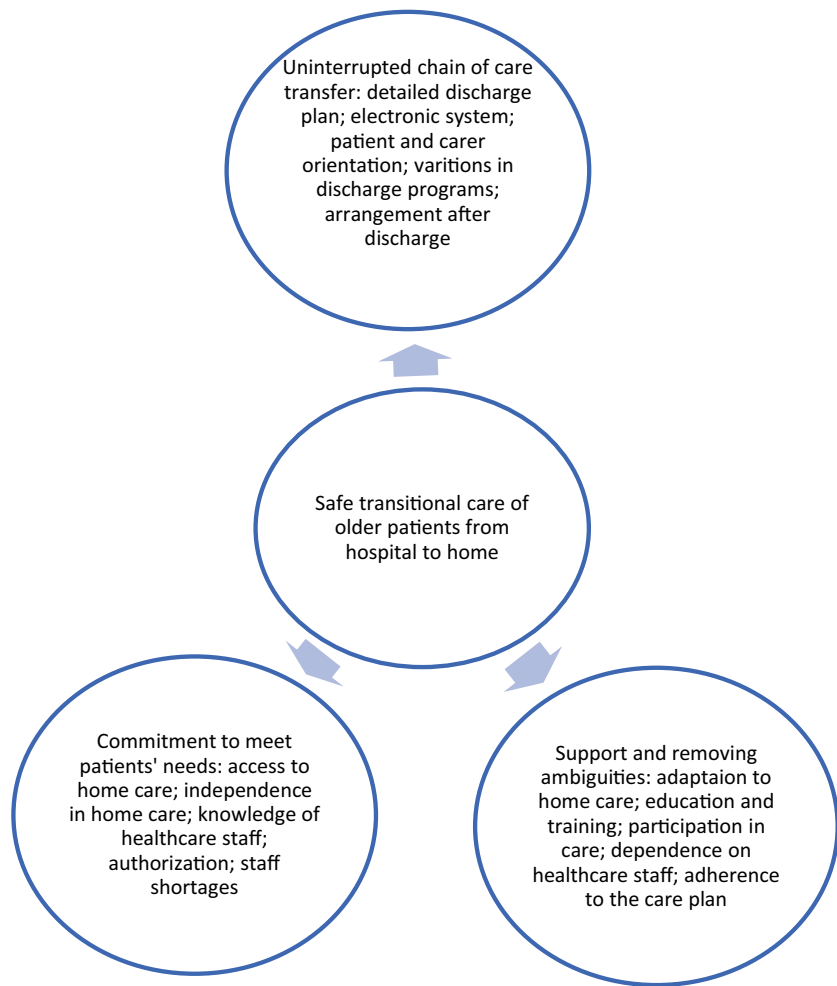 Uninterrupted chain of care
transfer: detailed discharge
plan; electronic system;
patient and carer
orientation; varitions in
discharge programs;
arrangement after
discharge
Safe transitional care of
older patients from
hospital to home
Commitment to meet
patients' needs: access to
home care; independence
in home care; knowledge of
healthcare staff;
authorization; staff
shortages
Support and removing
ambiguities: adaptaion to
home care; education and
training; participation in
care; dependence on
healthcare staff; adherence
to the care plan